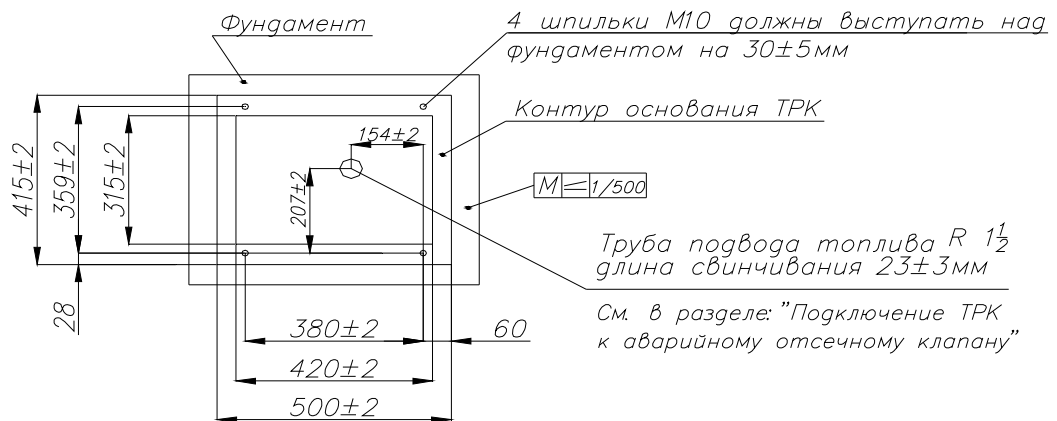 Фундамент
4 шпильки М10 должны выступать над
фундаментом на 30±5мм
Контур основания ТРК
154±2
415±2
359±2
315±2
207±2
M 1/500
Труба подвода топлива R 1 1/2
длина свинчивания 23±3мм
28
См. в разделе: "Подключение ТРК
к аварийному отсечному клапану"
380±2
60
420±2
500±2